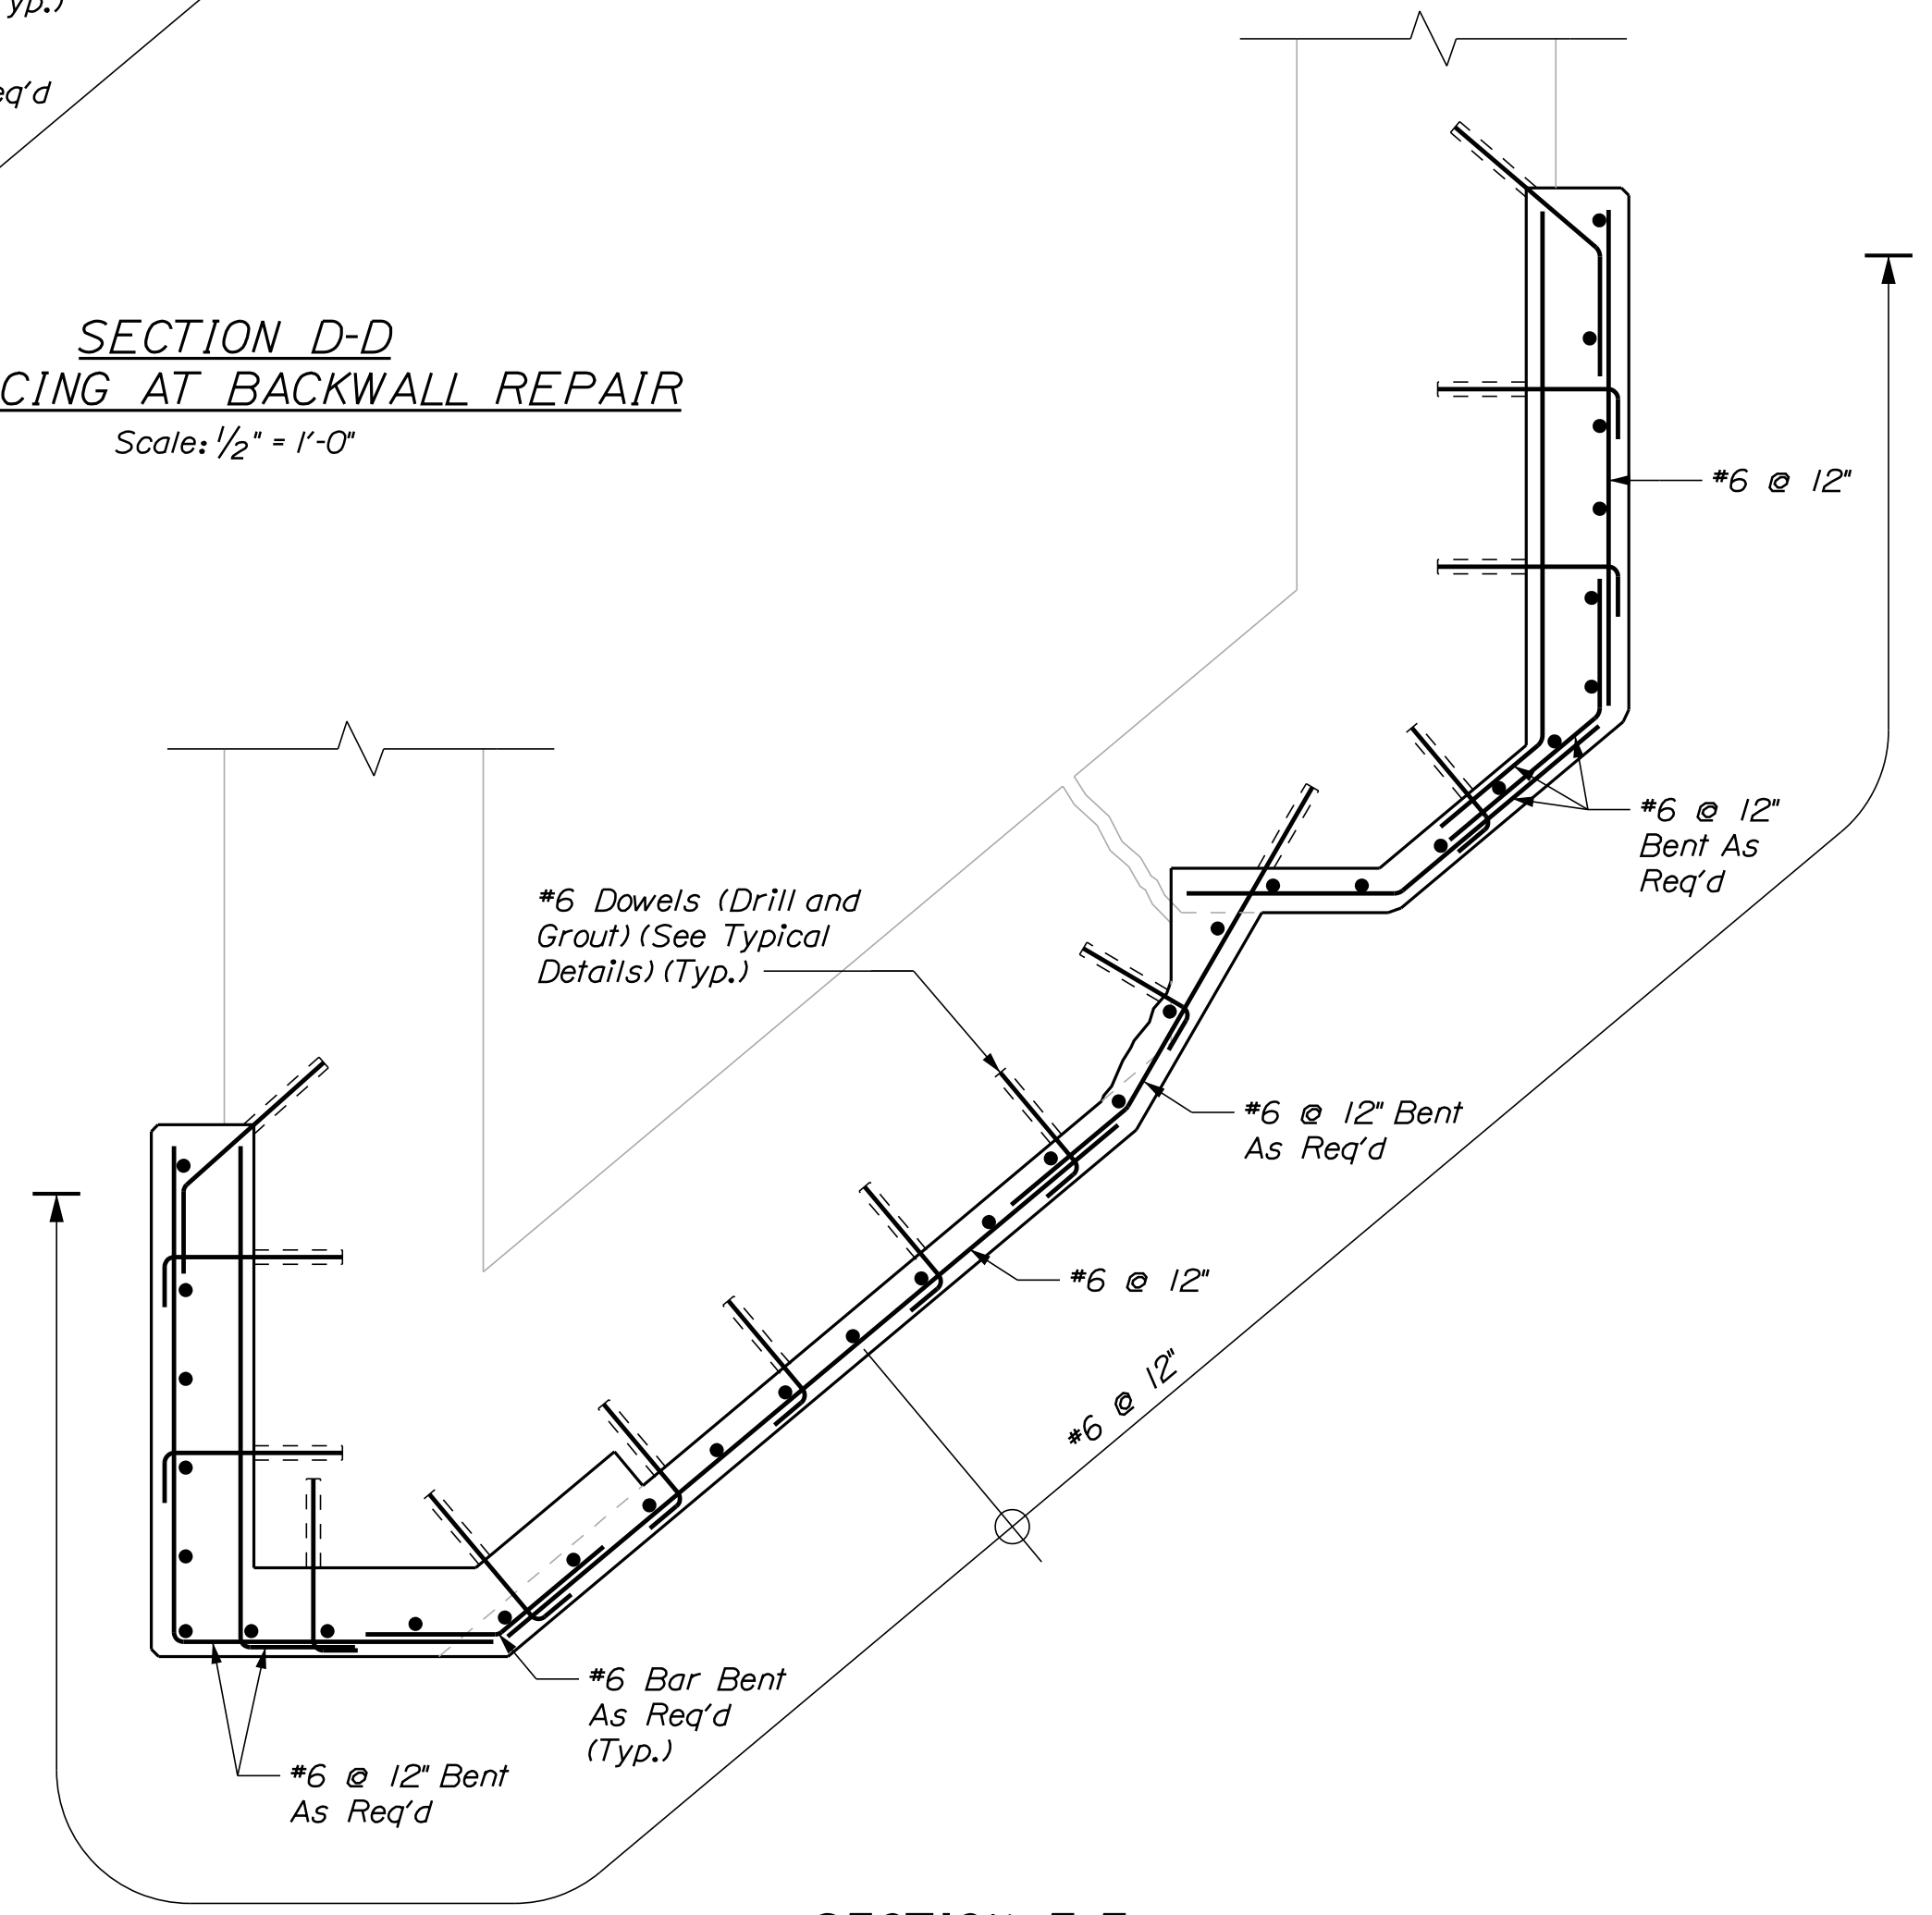 SECTION D-D
CING AT BACKWALL REPAIR
Scale: 1/2" = 1'-0"
#6 @ 12"
#6 @ 12"
Bent As
Req'd
#6 Dowels (Drill and
Grout) (See Typical
Details) (Typ.)
#6 @ 12" Bent
As Req'd
#6 @ 12"
#6 @ 12"
#6 Bar Bent
As Req'd
(Typ.)
#6 @ 12" Bent
As Req'd